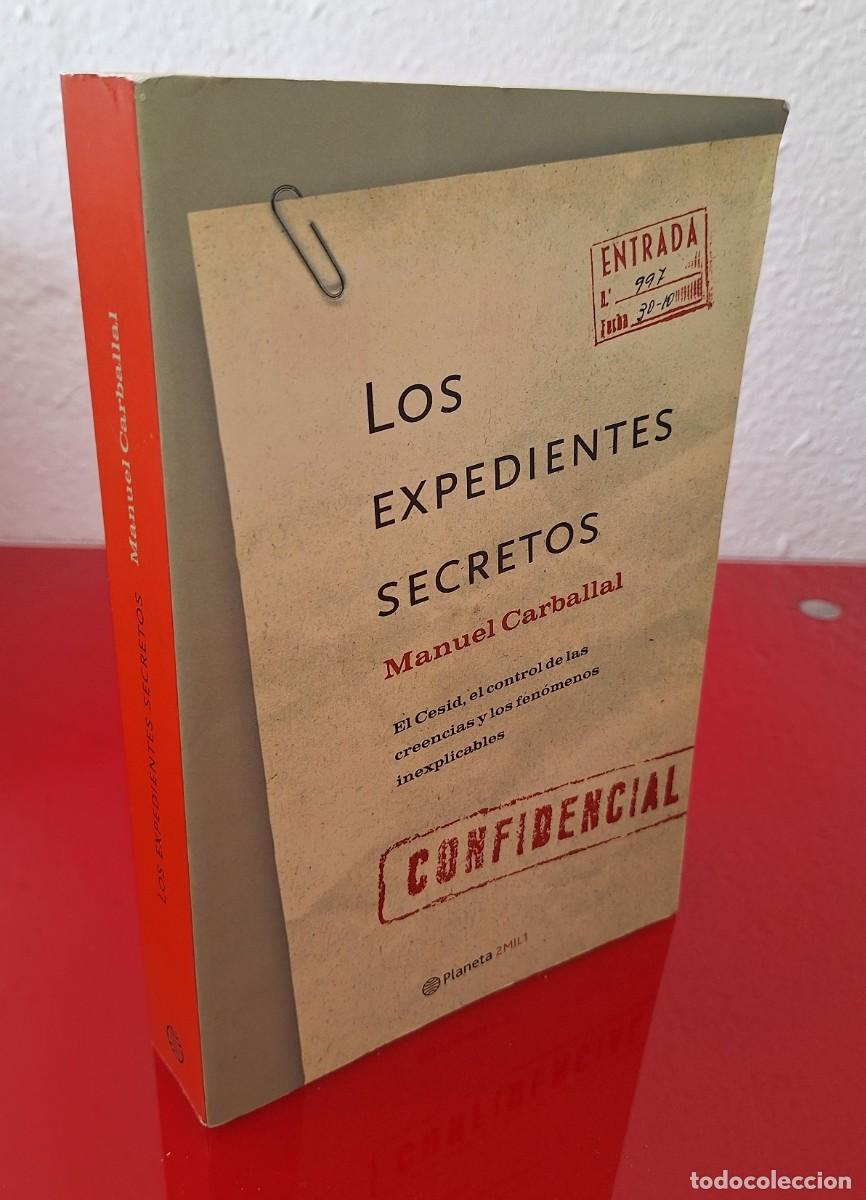 ENTRADA
N.º 997
Fecha 30-10
LOS
EXPEDIENTES
SECRETOS
Manuel Carballal
El Cesid, el control de las
creencias y los fenómenos
inexplicables
CONFIDENCIAL
Planeta 2MIL1
LOS EXPEDIENTES SECRETOS Manuel Carballal
todocoleccion